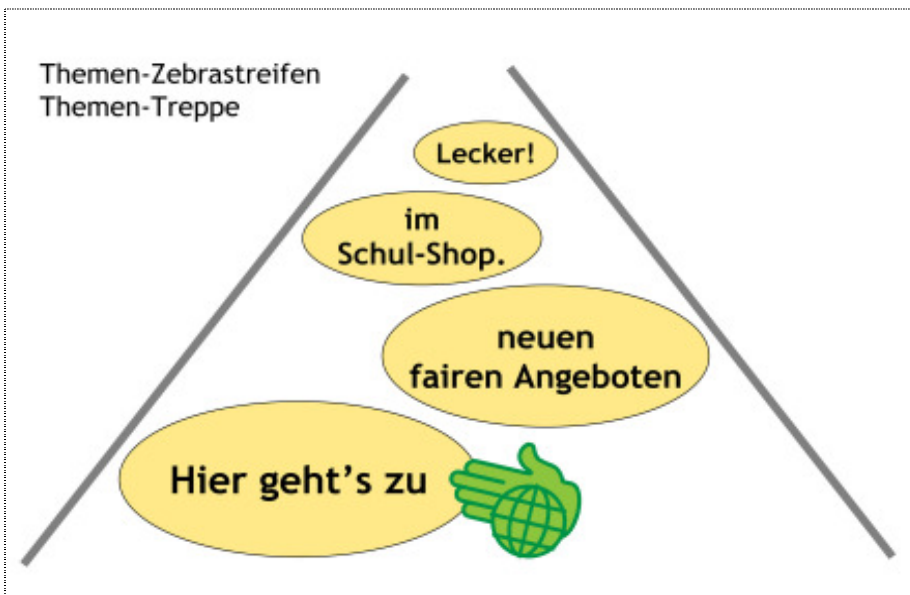 Themen-Zebrastreifen
Themen-Treppe
Lecker!
im
Schul-Shop.
neuen
fairen Angeboten
Hier geht's zu